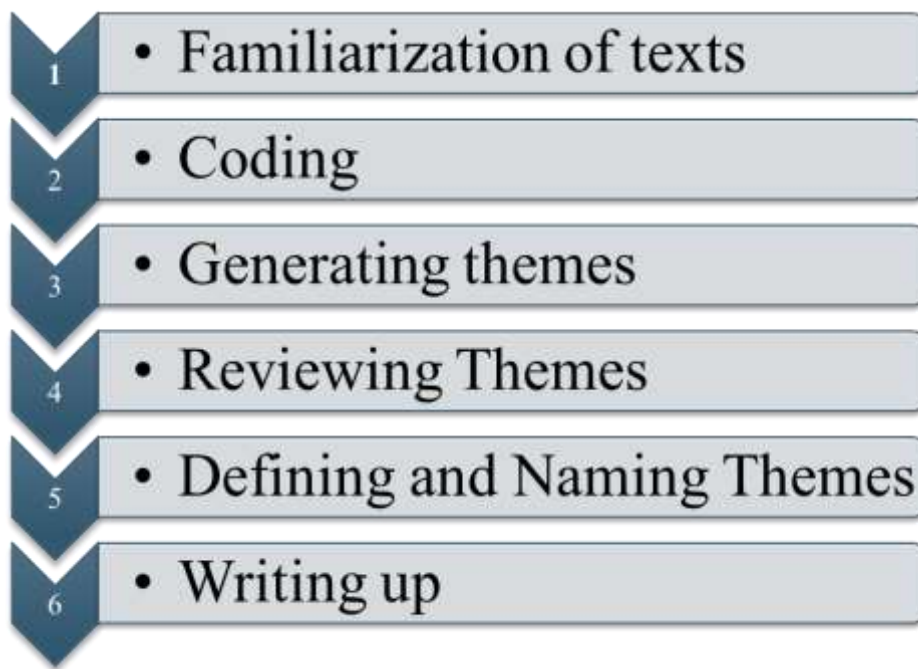 1 • Familiarization of texts
2 • Coding
3 • Generating themes
4 • Reviewing Themes
5 • Defining and Naming Themes
6 • Writing up